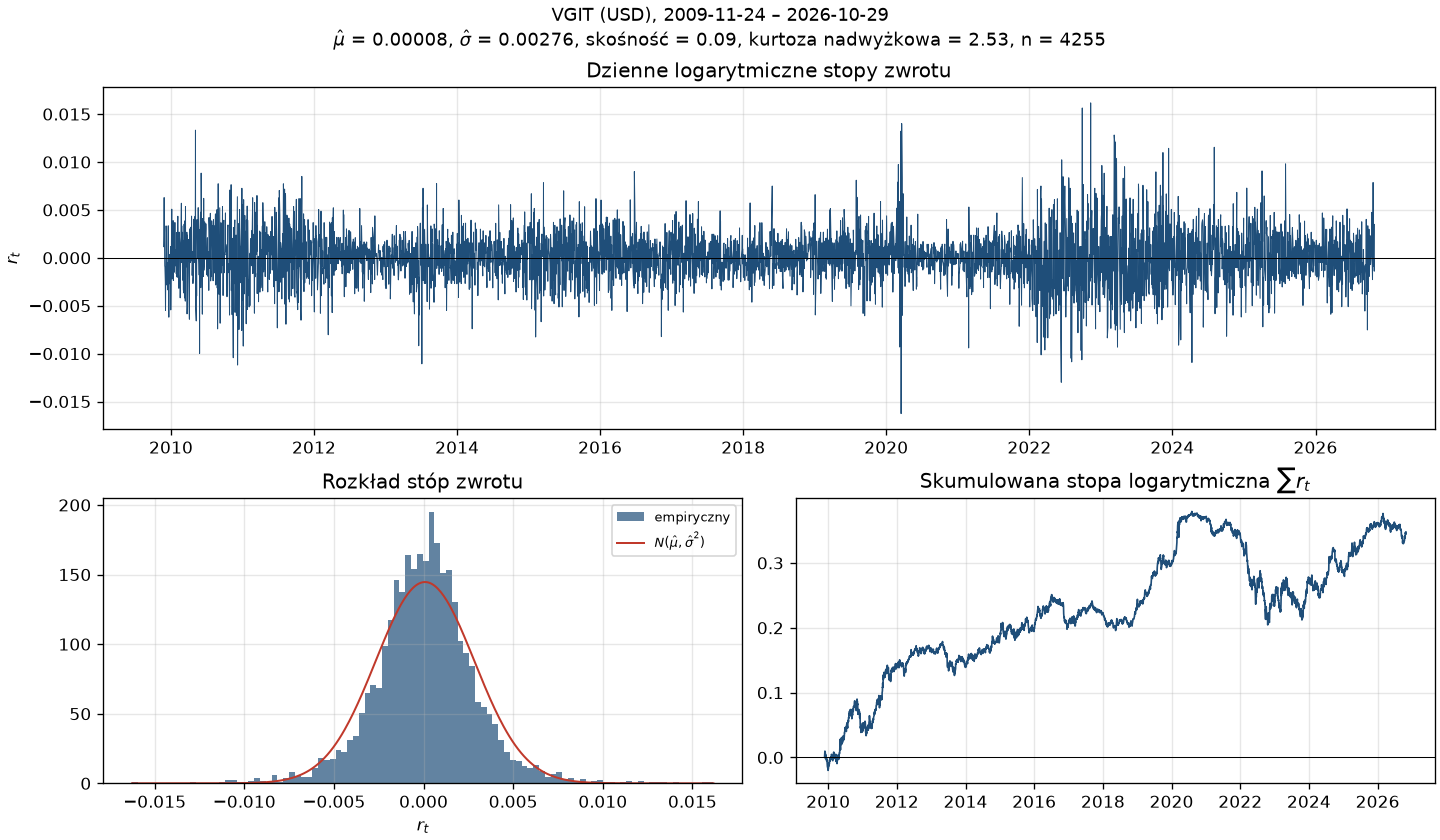 VGIT (USD), 2009-11-24 – 2026-10-29
μ̂ = 0.00008, σ̂ = 0.00276, skośność = 0.09, kurtoza nadwyżkowa = 2.53, n = 4255
Dzienne logarytmiczne stopy zwrotu
0.015
0.010
0.005
0.000
−0.005
−0.010
−0.015
r_t
2010 2012 2014 2016 2018 2020 2022 2024 2026
Rozkład stóp zwrotu
200
150
100
50
0
empiryczny
N(μ̂, σ̂²)
−0.015 −0.010 −0.005 0.000 0.005 0.010 0.015
r_t
Skumulowana stopa logarytmiczna ∑r_t
0.3
0.2
0.1
0.0
2010 2012 2014 2016 2018 2020 2022 2024 2026